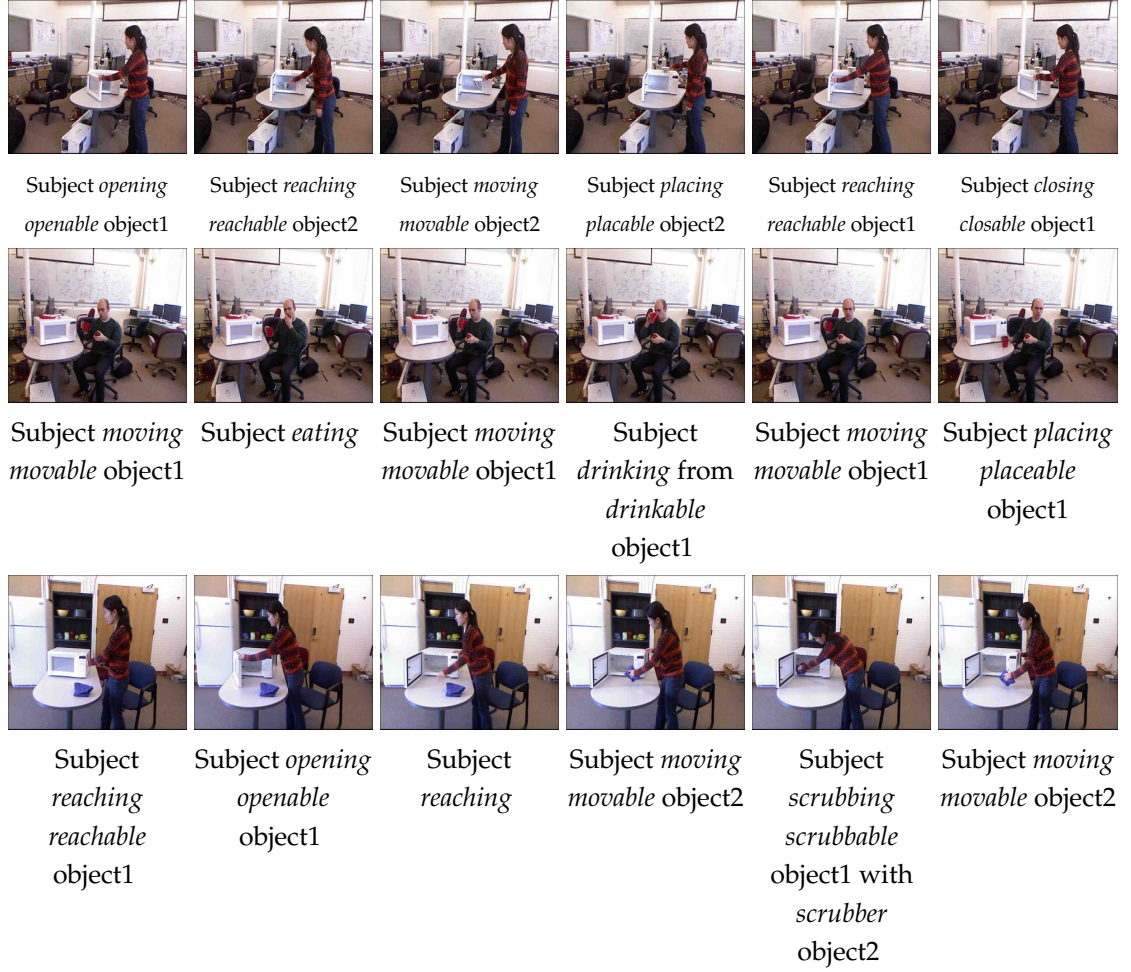 Subject opening
openable object1
Subject reaching
reachable object2
Subject moving
movable object2
Subject placing
placable object2
Subject reaching
reachable object1
Subject closing
closable object1
Subject moving
movable object1
Subject eating
Subject moving
movable object1
Subject
drinking from
drinkable
object1
Subject moving
movable object1
Subject placing
placeable
object1
Subject
reaching
reachable
object1
Subject opening
openable
object1
Subject
reaching
Subject moving
movable object2
Subject
scrubbing
scrubbable
object1 with
scrubber
object2
Subject moving
movable object2